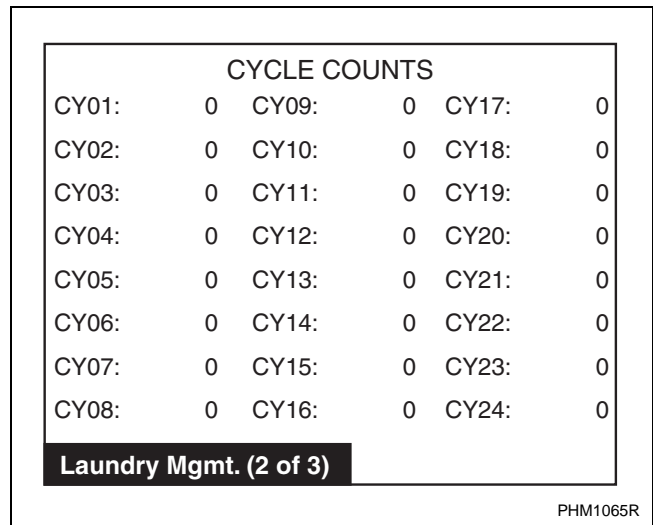 CYCLE COUNTS
CY01: 0 CY09: 0 CY17: 0
CY02: 0 CY10: 0 CY18: 0
CY03: 0 CY11: 0 CY19: 0
CY04: 0 CY12: 0 CY20: 0
CY05: 0 CY13: 0 CY21: 0
CY06: 0 CY14: 0 CY22: 0
CY07: 0 CY15: 0 CY23: 0
CY08: 0 CY16: 0 CY24: 0
Laundry Mgmt. (2 of 3)
PHM1065R